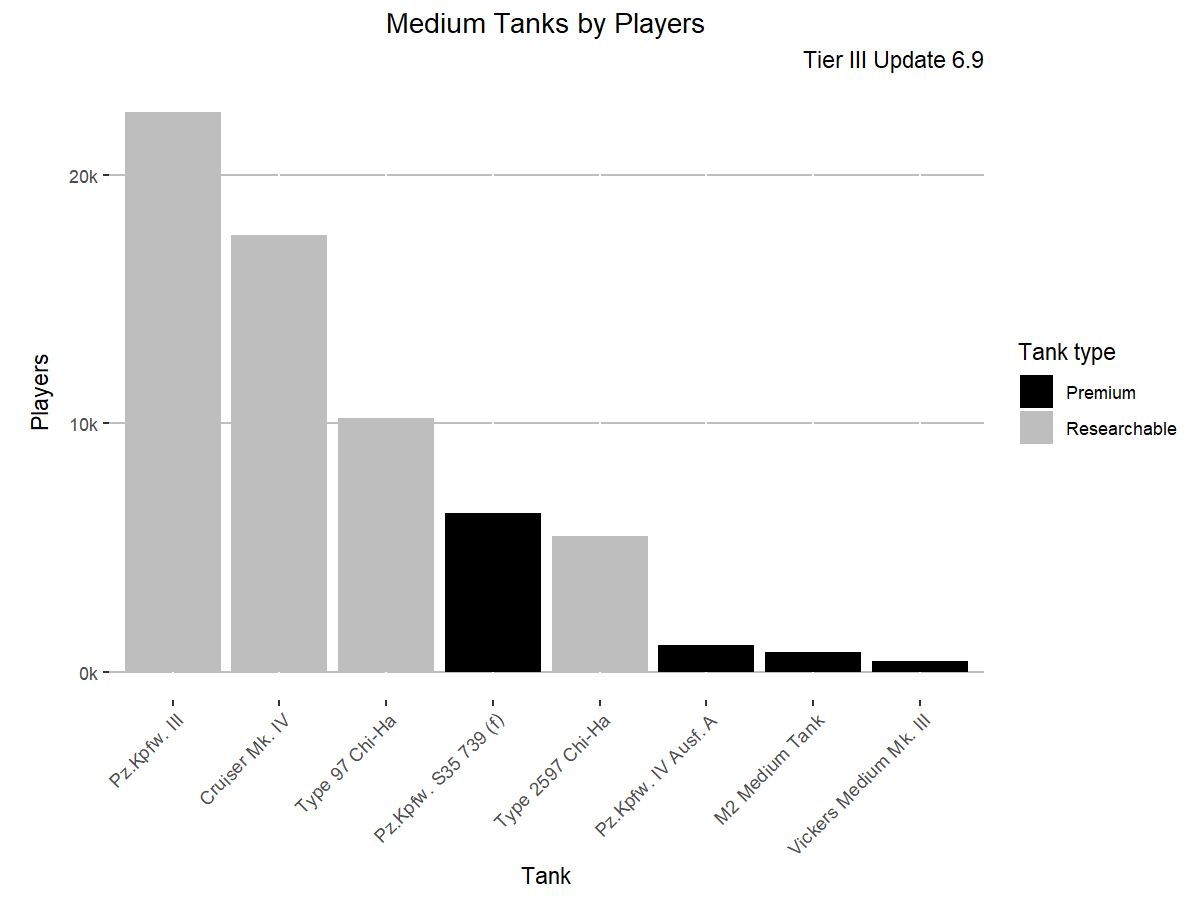 Medium Tanks by Players
Tier III Update 6.9
Players
20k
10k
0k
Pz.Kpfw. III
Cruiser Mk. IV
Type 97 Chi-Ha
Pz.Kpfw. S35 739 (f)
Type 2597 Chi-Ha
Pz.Kpfw. IV Ausf. A
M2 Medium Tank
Vickers Medium Mk. III
Tank
Tank type
Premium
Researchable